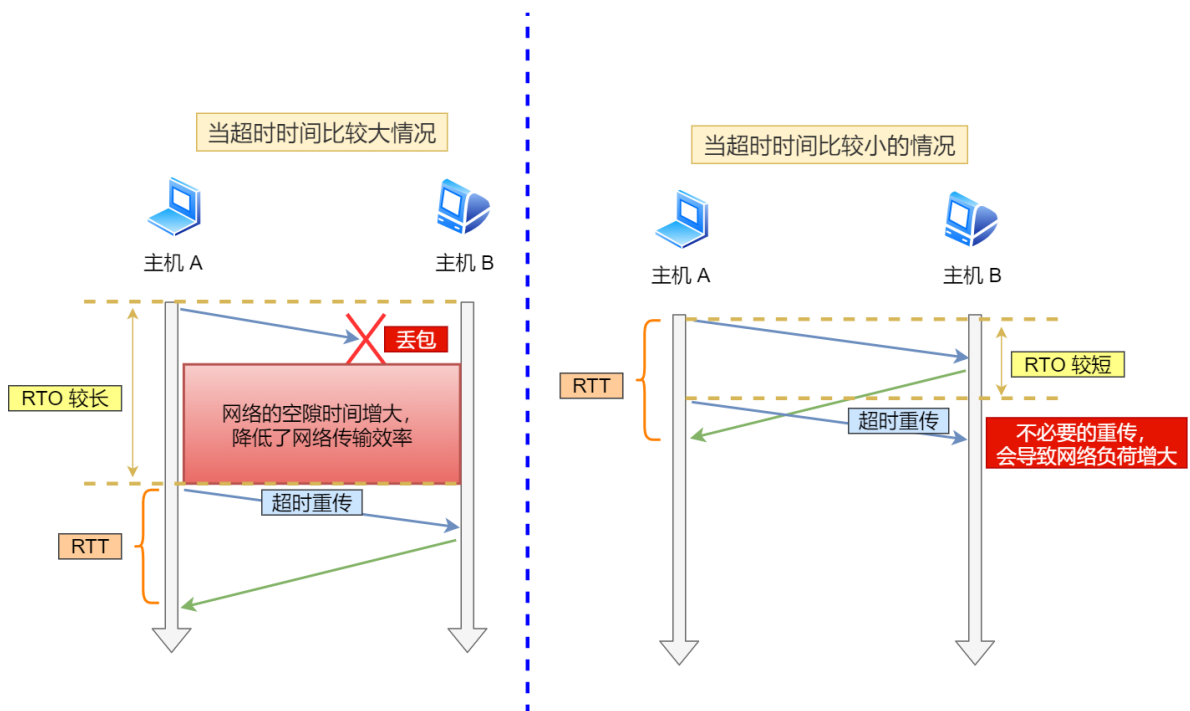 当超时时间比较大情况
主机 A
主机 B
丢包
RTO 较长
网络的空隙时间增大，
降低了网络传输效率
超时重传
RTT
当超时时间比较小的情况
主机 A
主机 B
RTT
RTO 较短
超时重传
不必要的重传，
会导致网络负荷增大